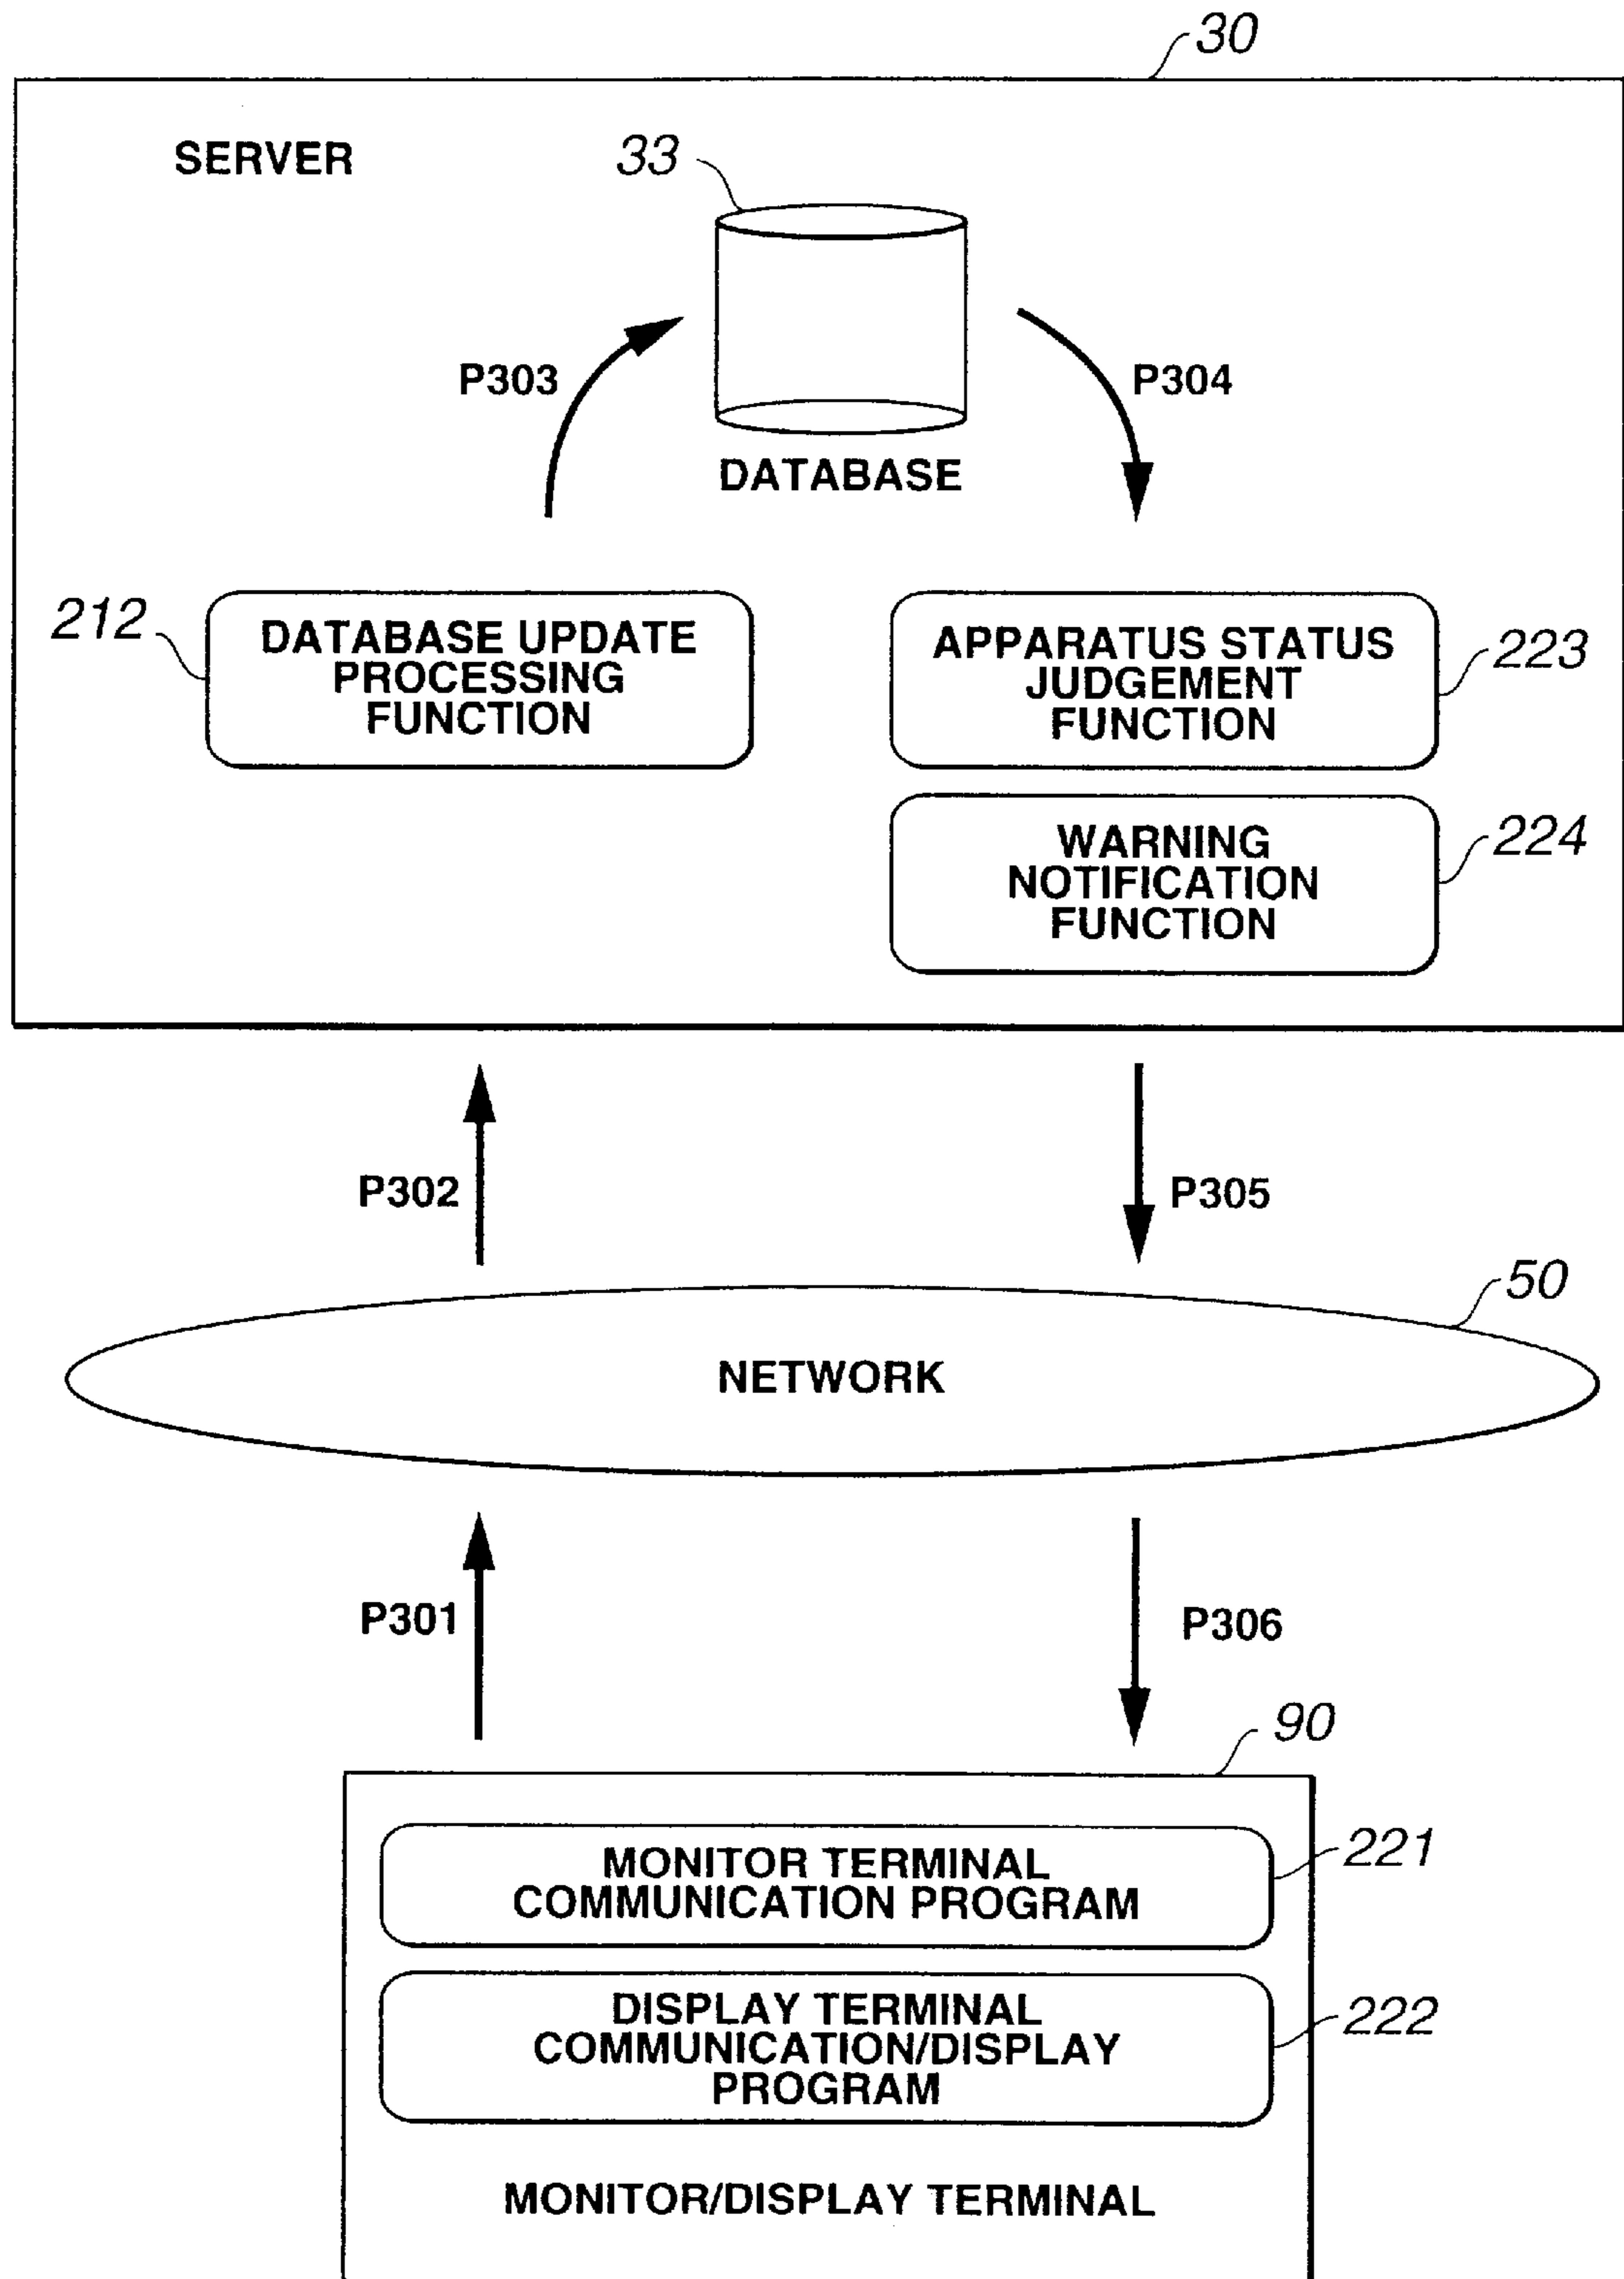 30
SERVER
33
P303
P304
DATABASE
212
DATABASE UPDATE
PROCESSING
FUNCTION
APPARATUS STATUS
JUDGEMENT
FUNCTION
223
WARNING
NOTIFICATION
FUNCTION
224
P302
P305
50
NETWORK
P301
P306
90
MONITOR TERMINAL
COMMUNICATION PROGRAM
221
DISPLAY TERMINAL
COMMUNICATION/DISPLAY
PROGRAM
222
MONITOR/DISPLAY TERMINAL